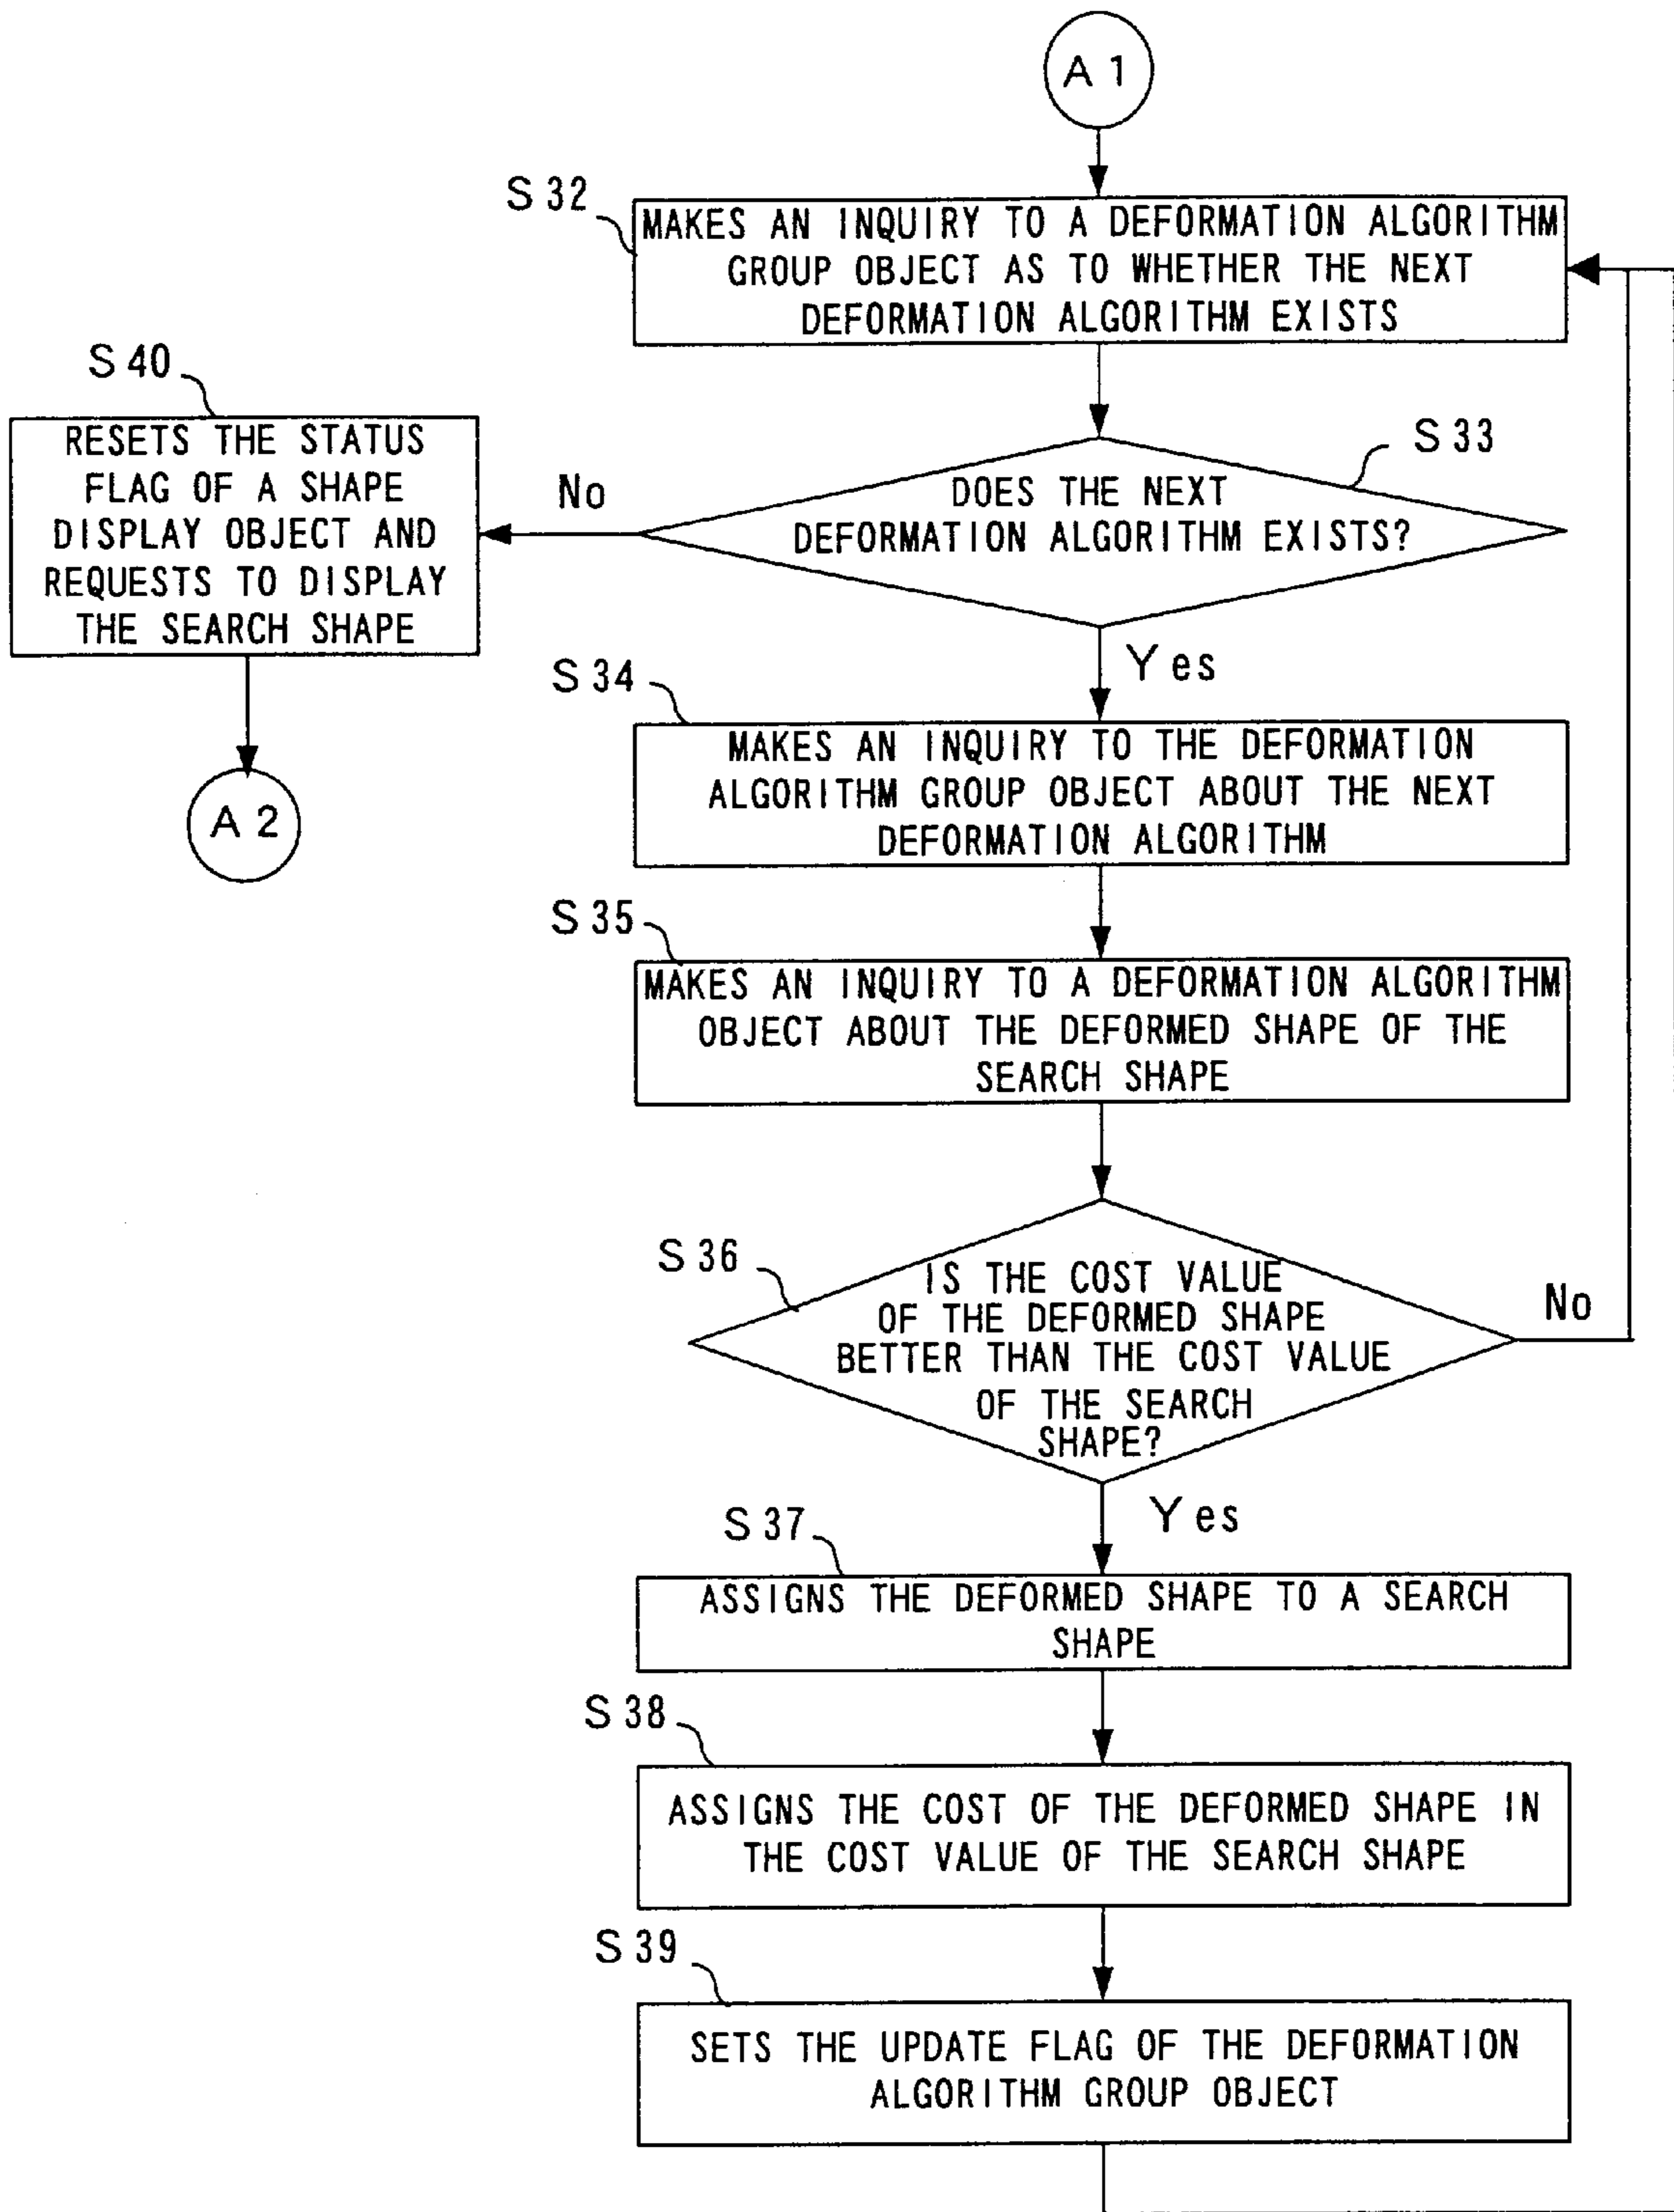 A 1
S 32
MAKES AN INQUIRY TO A DEFORMATION ALGORITHM
GROUP OBJECT AS TO WHETHER THE NEXT
DEFORMATION ALGORITHM EXISTS
S 33
DOES THE NEXT
DEFORMATION ALGORITHM EXISTS?
No
S 40
RESETS THE STATUS
FLAG OF A SHAPE
DISPLAY OBJECT AND
REQUESTS TO DISPLAY
THE SEARCH SHAPE
A 2
Yes
S 34
MAKES AN INQUIRY TO THE DEFORMATION
ALGORITHM GROUP OBJECT ABOUT THE NEXT
DEFORMATION ALGORITHM
S 35
MAKES AN INQUIRY TO A DEFORMATION ALGORITHM
OBJECT ABOUT THE DEFORMED SHAPE OF THE
SEARCH SHAPE
S 36
IS THE COST VALUE
OF THE DEFORMED SHAPE
BETTER THAN THE COST VALUE
OF THE SEARCH
SHAPE?
No
Yes
S 37
ASSIGNS THE DEFORMED SHAPE TO A SEARCH
SHAPE
S 38
ASSIGNS THE COST OF THE DEFORMED SHAPE IN
THE COST VALUE OF THE SEARCH SHAPE
S 39
SETS THE UPDATE FLAG OF THE DEFORMATION
ALGORITHM GROUP OBJECT